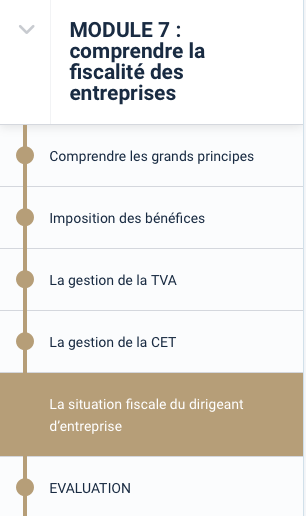 MODULE 7 :
comprendre la
fiscalité des
entreprises
Comprendre les grands principes
Imposition des bénéfices
La gestion de la TVA
La gestion de la CET
La situation fiscale du dirigeant
d’entreprise
EVALUATION